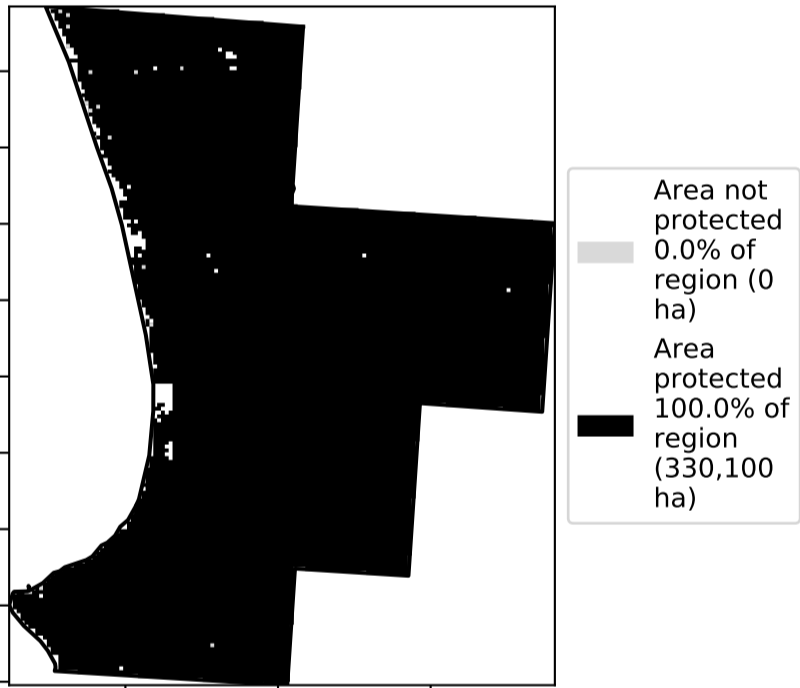 Area not
protected
0.0% of
region (0
ha)
Area
protected
100.0% of
region
(330,100
ha)